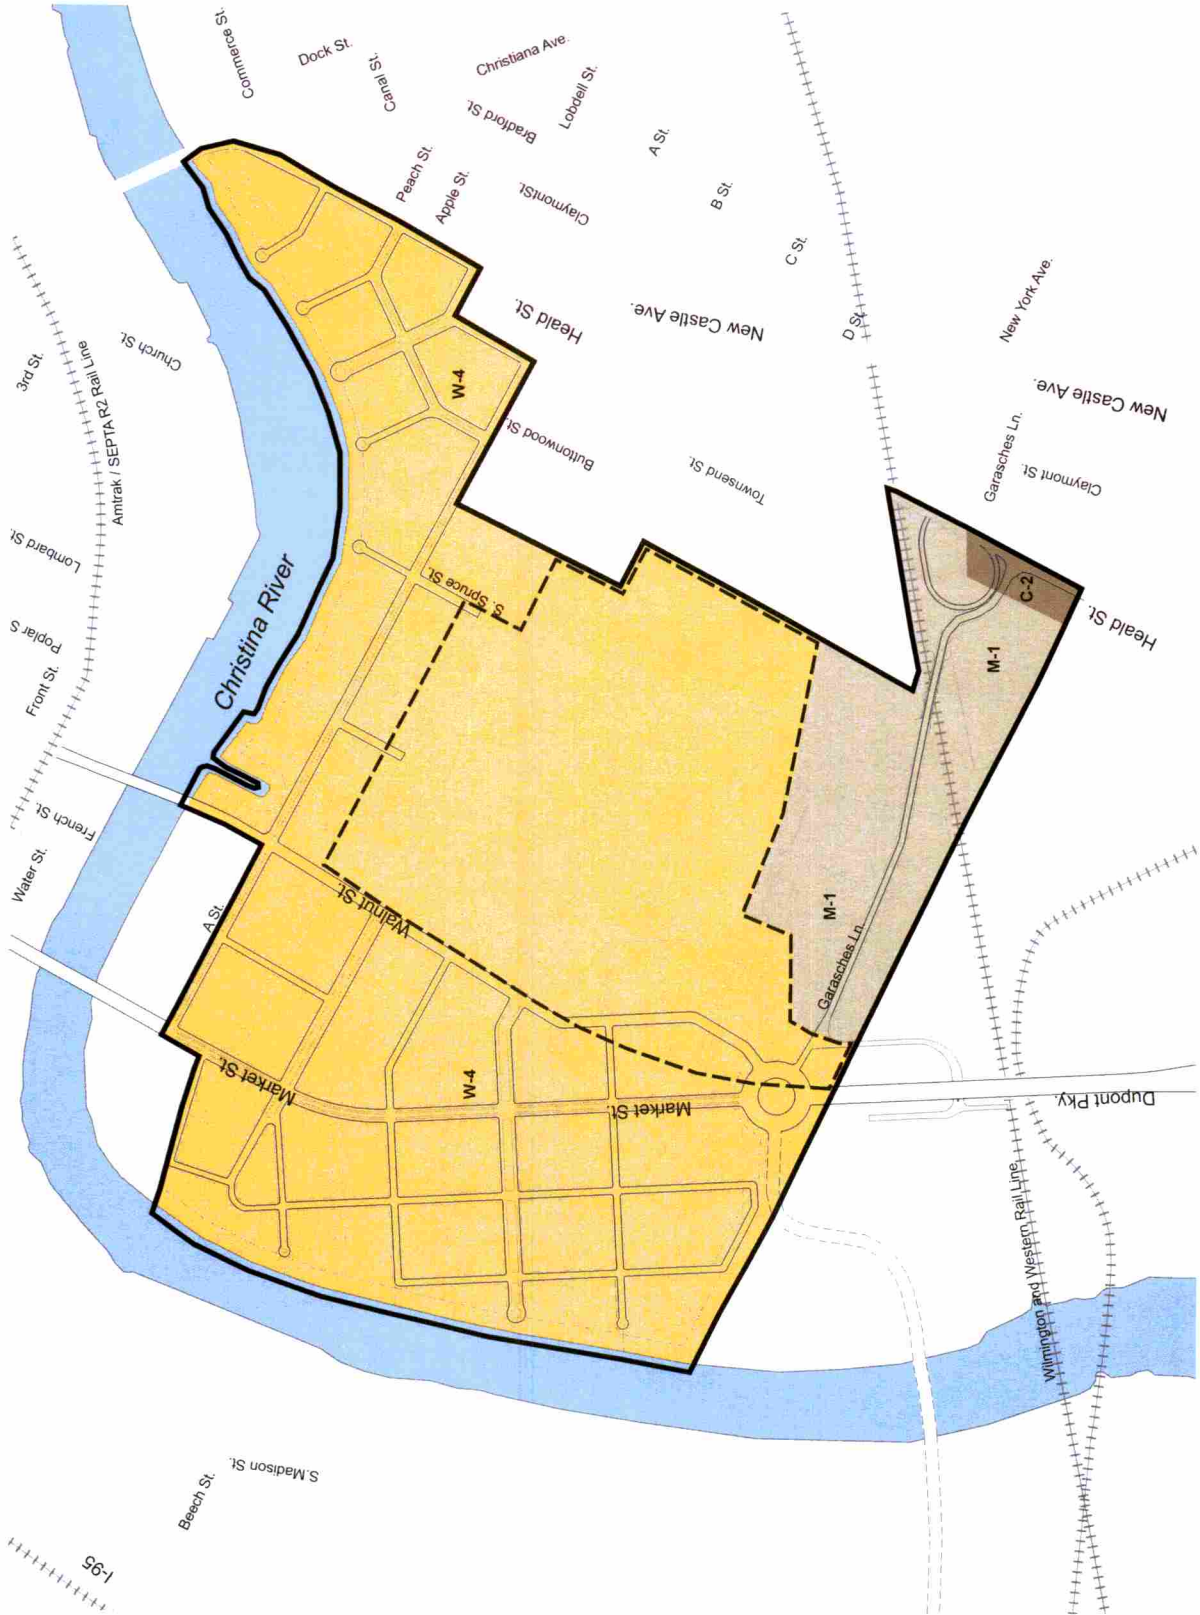 Commerce St.
Dock St.
Canal St.
Christiana Ave.
Bradford St.
Lobdell St.
A St.
Peach St.
Apple St.
ClaymontSt.
B St.
C St.
Heald St.
New Castle Ave.
D St.
New York Ave.
New Castle Ave.
Garasches Ln.
Claymont St.
3rd St.
Church St.
Amtrak / SEPTA R2 Rail Line
W-4
Buttonwood St.
Townsend St.
Lombard St.
Poplar S
Front St.
Christina River
S. Spruce St.
C-2
Heald St.
M-1
French St.
Water St.
A St.
Walnut St.
M-1
Garasches Ln.
Market St.
W-4
Market St.
Dupont Pky.
Wilmington and Western Rail Line
S.Madison St.
Beech St.
I-95